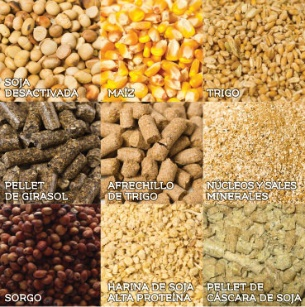 SOJA
DESACTIVADA
MAÍZ
TRIGO
PELLET
DE GIRASOL
AFRECHILLO
DE TRIGO
NÚCLEOS Y SALES
MINERALES
SORGO
HARINA DE SOJA
ALTA PROTEÍNA
PELLET DE
CÁSCARA DE SOJA